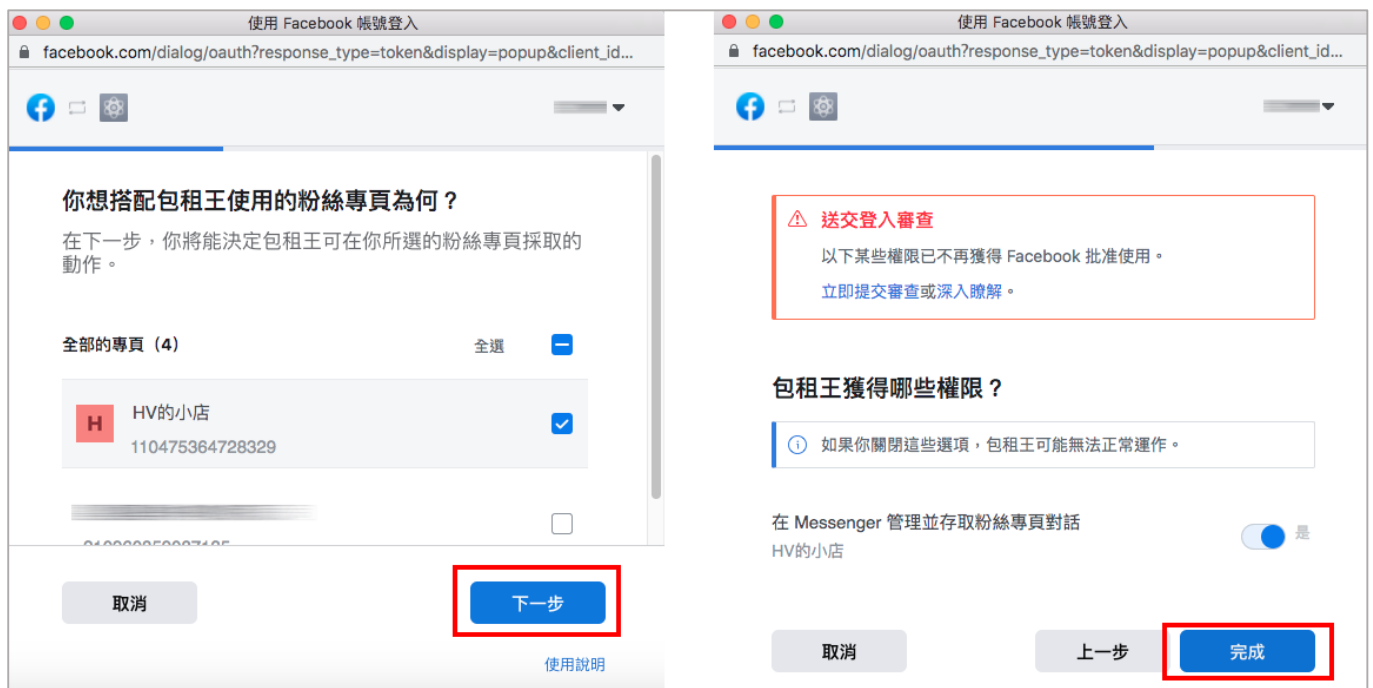 使用 Facebook 帳號登入
facebook.com/dialog/oauth?response_type=token&display=popup&client_id...
你想搭配包租王使用的粉絲專頁為何？
在下一步，你將能決定包租王可在你所選的粉絲專頁採取的
動作。
全部的專頁（4）
全選
H
HV的小店
110475364728329
取消
下一步
使用說明
使用 Facebook 帳號登入
facebook.com/dialog/oauth?response_type=token&display=popup&client_id...
送交登入審查
以下某些權限已不再獲得 Facebook 批准使用。
立即提交審查或深入瞭解。
包租王獲得哪些權限？
如果你關閉這些選項，包租王可能無法正常運作。
在 Messenger 管理並存取粉絲專頁對話
是
HV的小店
取消
上一步
完成